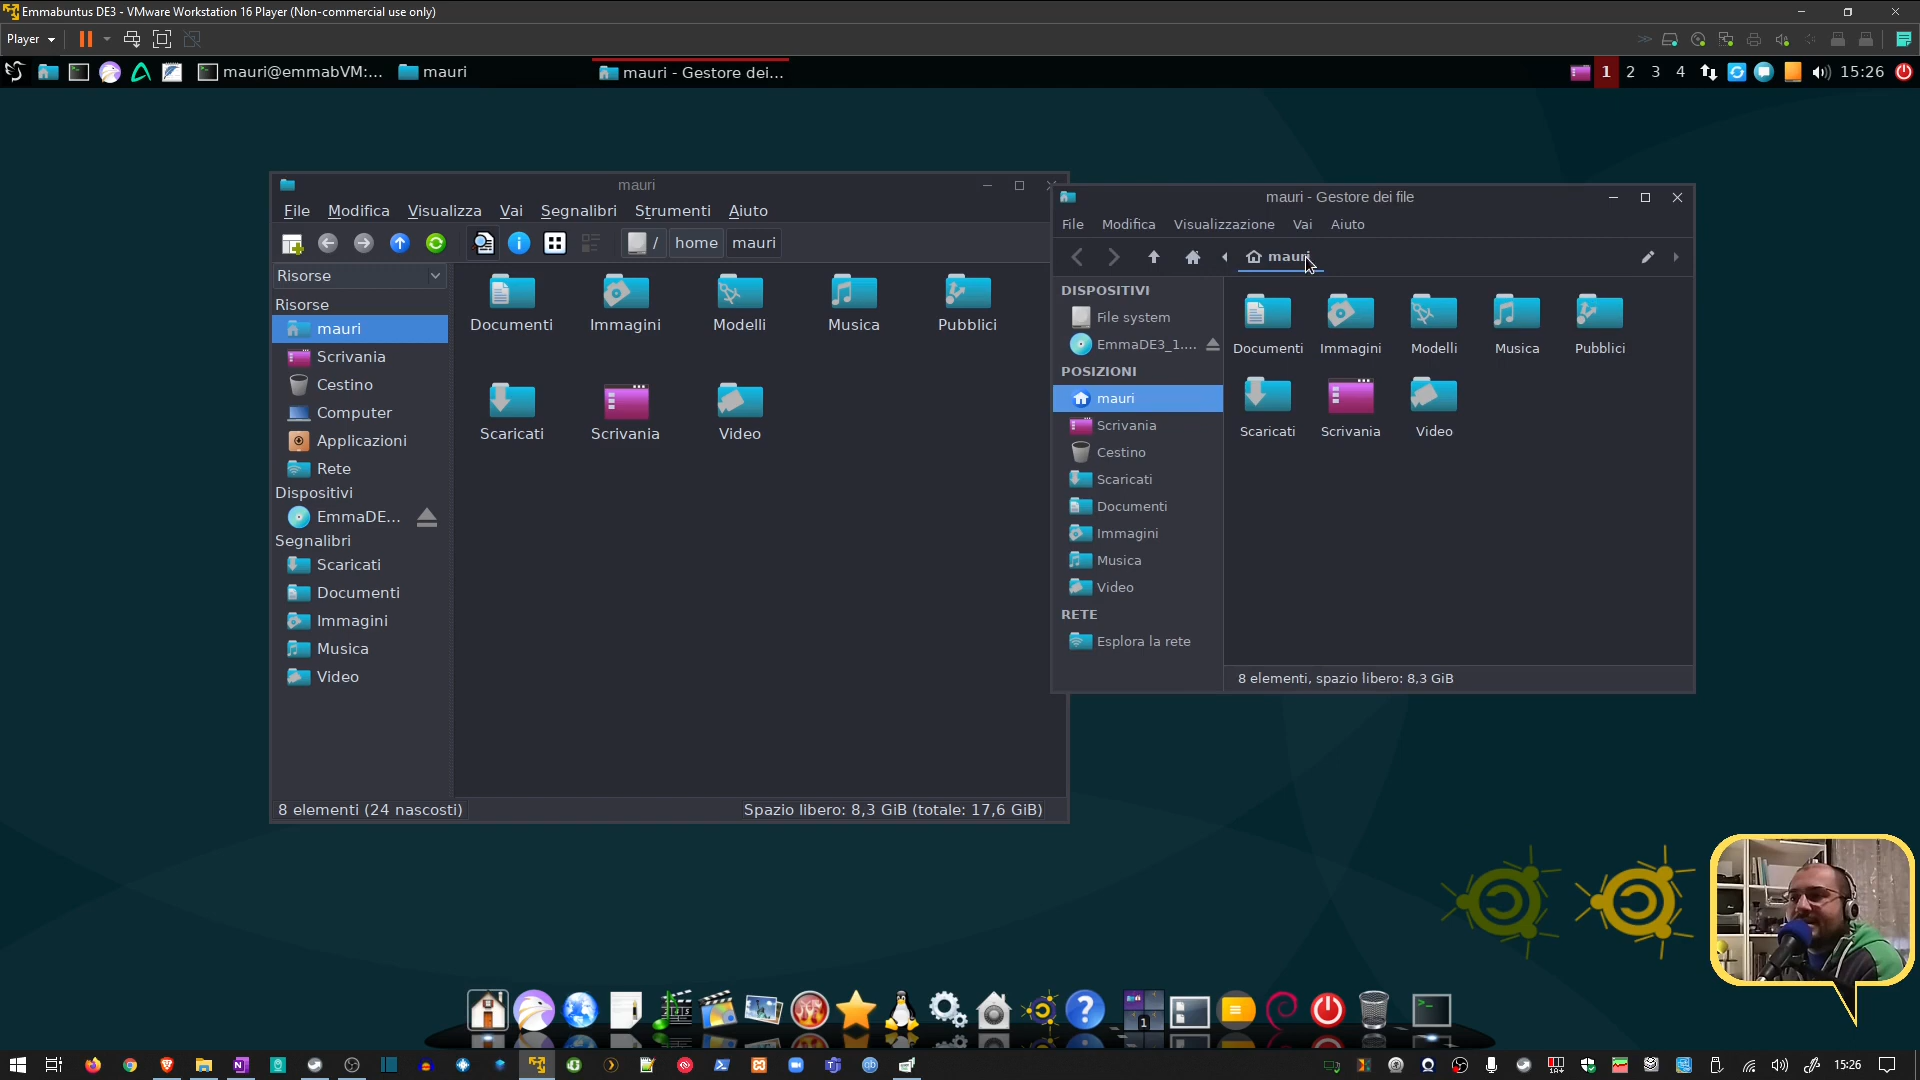 Emmabuntus DE3 - VMware Workstation 16 Player (Non-commercial use only)
Player
mauri@emmabVM:...
mauri
mauri - Gestore dei...
1
2
3
4
15:26
mauri
File
Modifica
Visualizza
Vai
Segnalibri
Strumenti
Aiuto
/
home
mauri
Risorse
Risorse
mauri
Scrivania
Cestino
Computer
Applicazioni
Rete
Dispositivi
EmmaDE...
Segnalibri
Scaricati
Documenti
Immagini
Musica
Video
Documenti
Immagini
Modelli
Musica
Pubblici
Scaricati
Scrivania
Video
8 elementi (24 nascosti)
Spazio libero: 8,3 GiB (totale: 17,6 GiB)
mauri - Gestore dei file
File
Modifica
Visualizzazione
Vai
Aiuto
mauri
DISPOSITIVI
File system
EmmaDE3_1....
POSIZIONI
mauri
Scrivania
Cestino
Scaricati
Documenti
Immagini
Musica
Video
RETE
Esplora la rete
Documenti
Immagini
Modelli
Musica
Pubblici
Scaricati
Scrivania
Video
8 elementi, spazio libero: 8,3 GiB
1
15:26